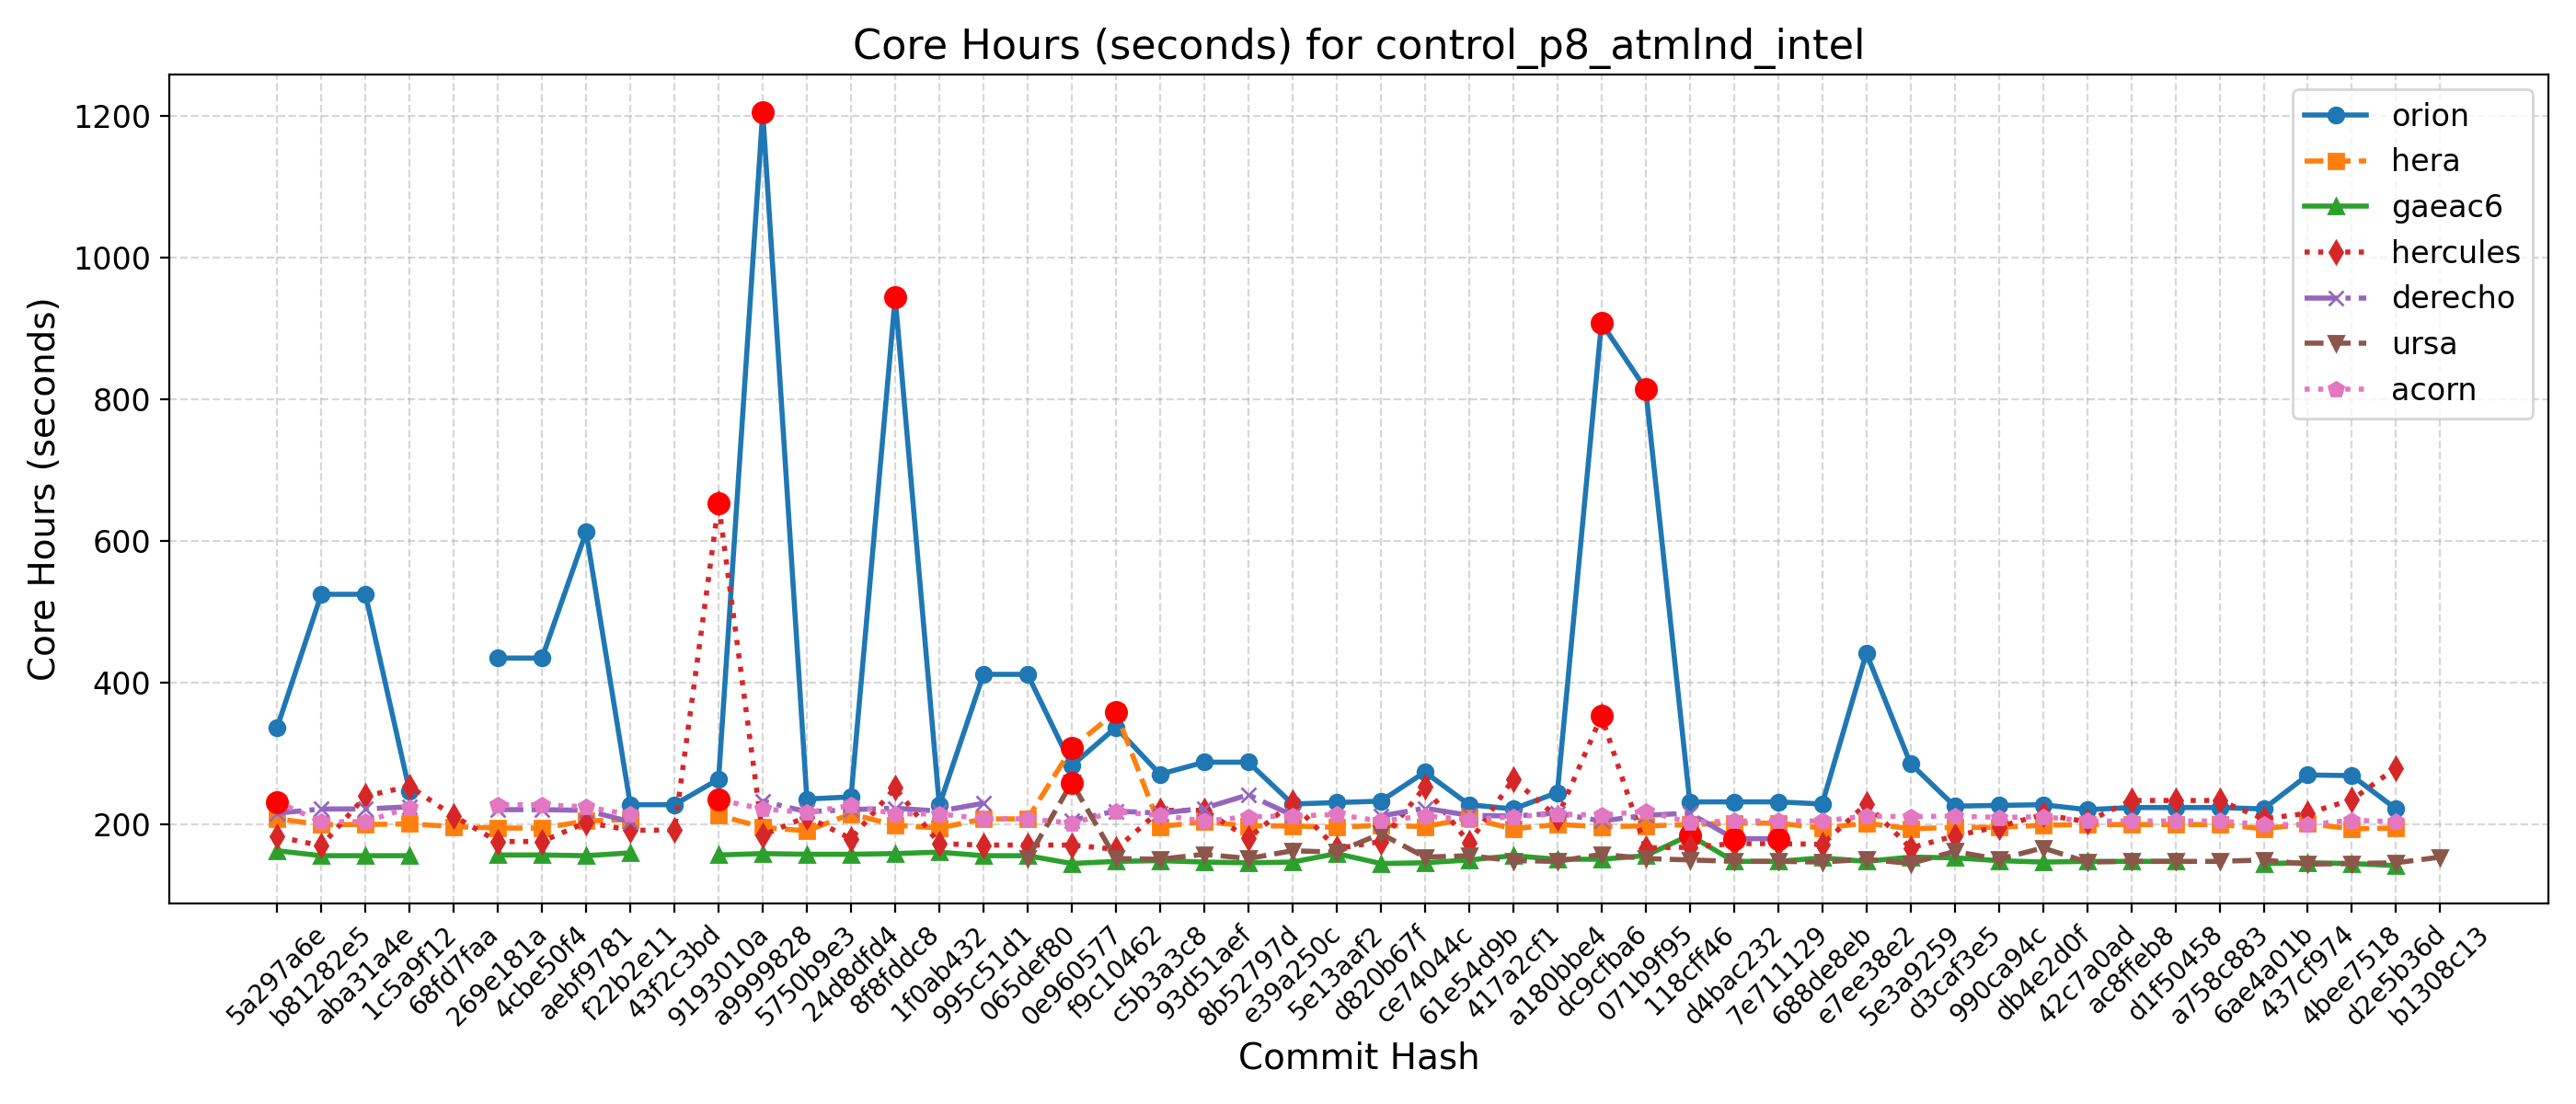 Core Hours (seconds) for control_p8_atmlnd_intel
Core Hours (seconds)
1200
1000
800
600
400
200
orion
hera
gaeac6
hercules
derecho
ursa
acorn
5a297a6e
b81282e5
aba31a4e
1c5a9f12
68fd7faa
269e181a
4cbe50f4
aebf9781
f22b2e11
43f2c3bd
9193010a
a9999828
5750b9e3
24d8dfd4
8f8fddc8
1f0ab432
995c51d1
065def80
0e960577
f9c10462
c5b3a3c8
93d51aef
8b52797d
e39a250c
5e13aaf2
d820b67f
ce74044c
61e54d9b
417a2cf1
a180bbe4
dc9cfba6
071b9f95
118cff46
d4bac232
7e711129
688de8eb
e7ee38e2
5e3a9259
d3caf3e5
990ca94c
db4e2d0f
42c7a0ad
ac8ffeb8
d1f50458
a758c883
6ae4a01b
437cf974
4bee7518
d2e5b36d
b1308c13
Commit Hash